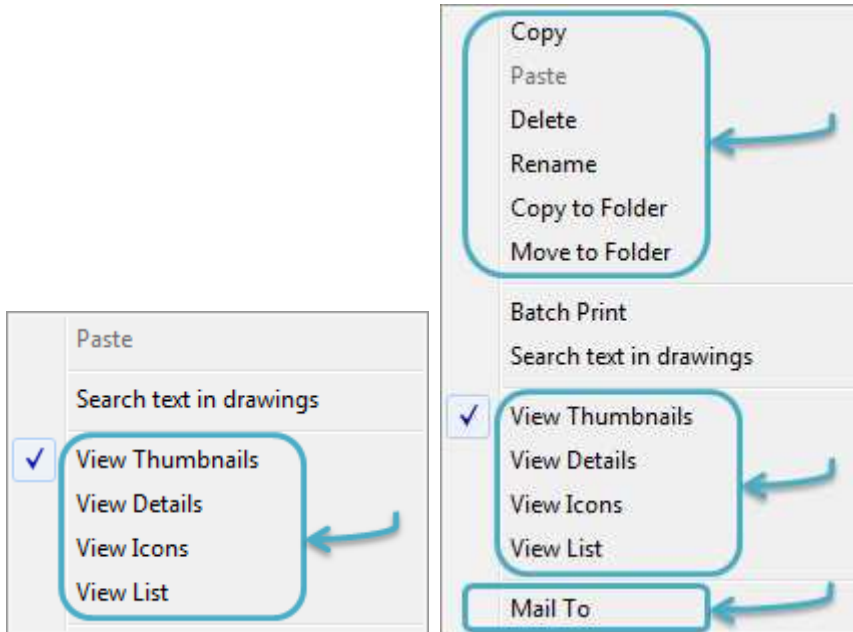 Paste
Search text in drawings
View Thumbnails
View Details
View Icons
View List
Copy
Paste
Delete
Rename
Copy to Folder
Move to Folder
Batch Print
Search text in drawings
View Thumbnails
View Details
View Icons
View List
Mail To